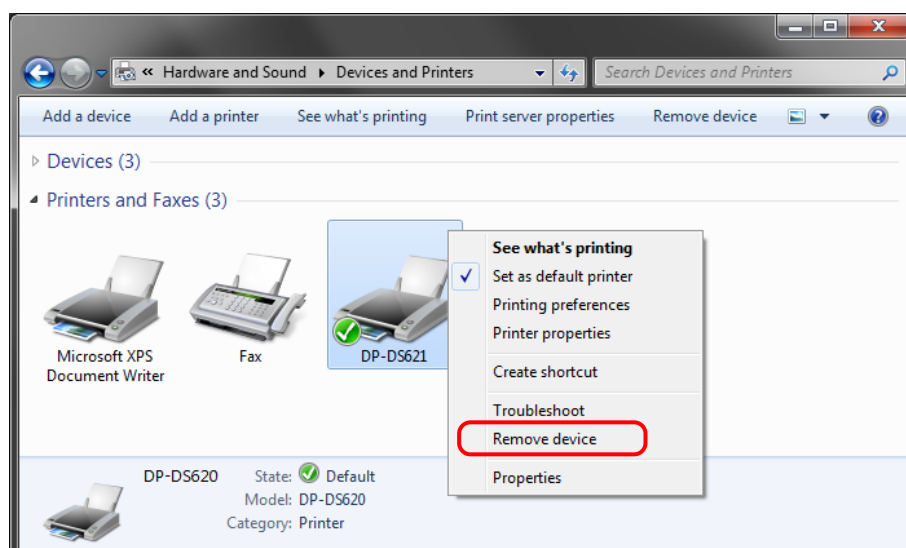 « Hardware and Sound ▸ Devices and Printers Search Devices and Printers
Add a device Add a printer See what's printing Print server properties Remove device
Devices (3)
Printers and Faxes (3)
Microsoft XPS
Document Writer
Fax
DP-DS621
See what's printing
Set as default printer
Printing preferences
Printer properties
Create shortcut
Troubleshoot
Remove device
Properties
DP-DS620 State: Default
Model: DP-DS620
Category: Printer